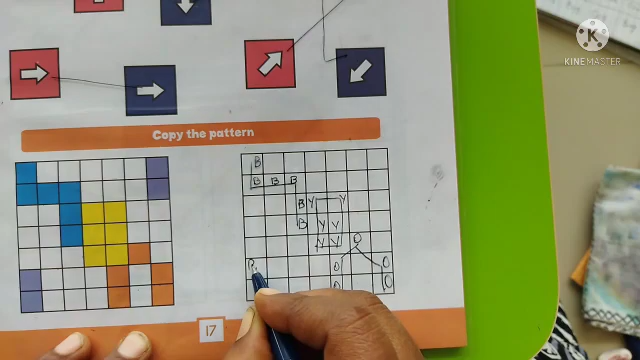 K
KINEMASTER
Copy the pattern
B
B B B
B Y Y
B Y Y
Y Y O
P O O
O O
17